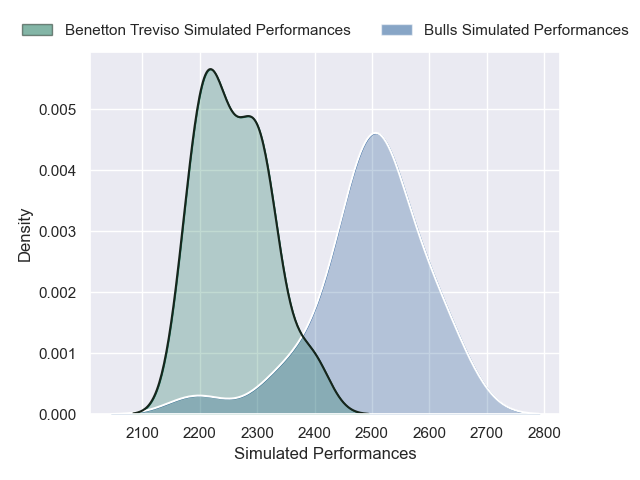 Benetton Treviso Simulated Performances Bulls Simulated Performances
0.005
0.004
0.003
0.002
0.001
0.000
Density
2100 2200 2300 2400 2500 2600 2700 2800
Simulated Performances